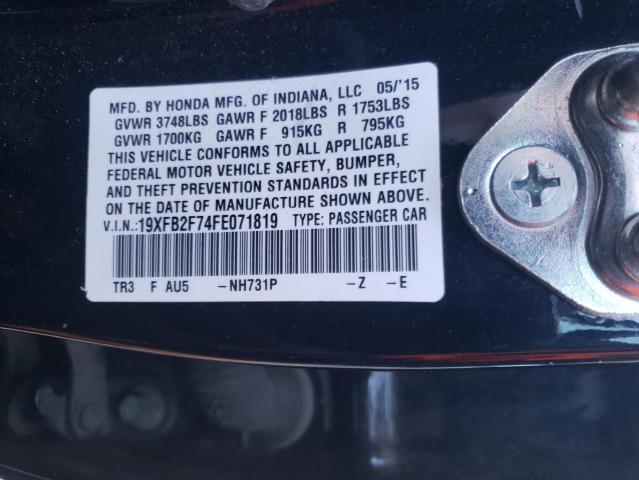 MFD. BY HONDA MFG. OF INDIANA, LLC 05/'15
GVWR 3748LBS GAWR F 2018LBS R 1753LBS
GVWR 1700KG GAWR F 915KG R 795KG
THIS VEHICLE CONFORMS TO ALL APPLICABLE
FEDERAL MOTOR VEHICLE SAFETY, BUMPER,
AND THEFT PREVENTION STANDARDS IN EFFECT
ON THE DATE OF MANUFACTURE SHOWN ABOVE.
V.I.N.:19XFB2F74FE071819 TYPE: PASSENGER CAR
TR3 F AU5 -NH731P -Z -E